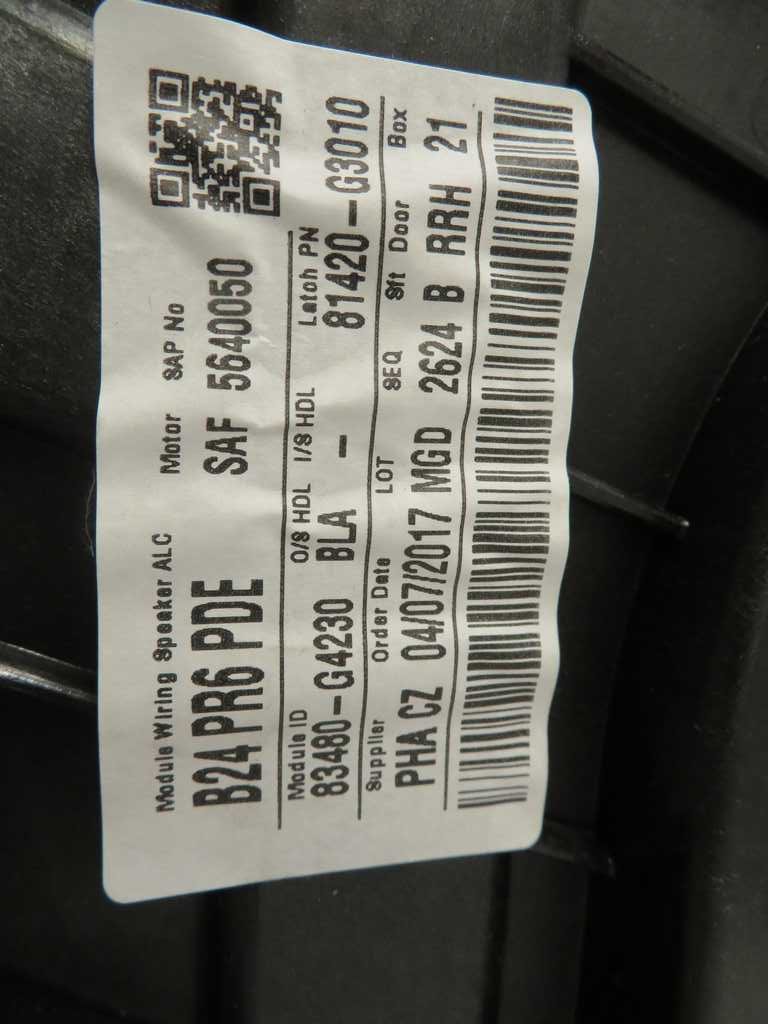 Module Wiring Speaker ALC Motor SAP No
B24 PR6 PDE SAF 5640050
Module ID O/S HDL I/S HDL Latch PN
83480-G4230 BLA - 81420-G3010
Supplier Order Date LOT SEQ Sft Door Box
PHA CZ 04/07/2017 MGD 2624 B RRH 21